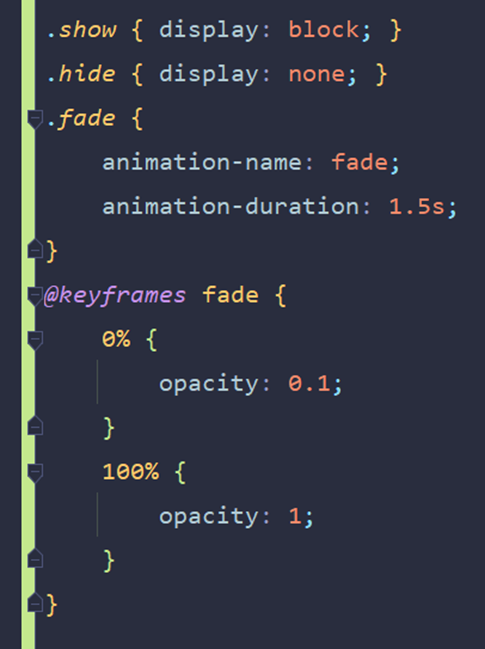 .show { display: block; }
.hide { display: none; }
.fade {
    animation-name: fade;
    animation-duration: 1.5s;
}
@keyframes fade {
    0% {
        opacity: 0.1;
    }
    100% {
        opacity: 1;
    }
}